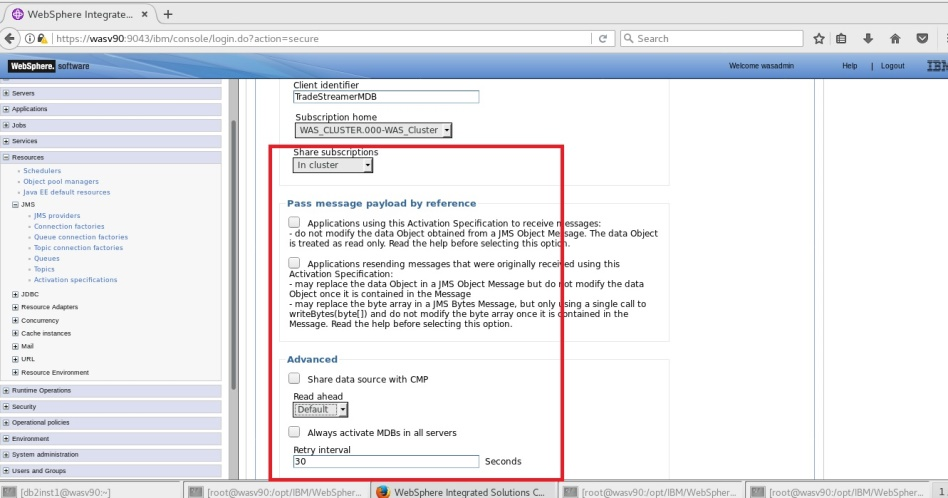 WebSphere Integrate...
https://wasv90:9043/ibm/console/login.do?action=secure
Search
WebSphere. software
Welcome wasadmin
Help | Logout
IBM
Servers
Applications
Jobs
Services
Resources
Schedulers
Object pool managers
Java EE default resources
JMS
JMS providers
Connection factories
Queue connection factories
Topic connection factories
Queues
Topics
Activation specifications
JDBC
Resource Adapters
Concurrency
Cache instances
Mail
URL
Resource Environment
Runtime Operations
Security
Operational policies
Environment
System administration
Users and Groups
Client identifier
TradeStreamerMDB
Subscription home
WAS_CLUSTER.000-WAS_Cluster
Share subscriptions
In cluster
Pass message payload by reference
Applications using this Activation Specification to receive messages:
- do not modify the data Object obtained from a JMS Object Message. The data Object
is treated as read only. Read the help before selecting this option.
Applications resending messages that were originally received using this
Activation Specification:
- may replace the data Object in a JMS Object Message but do not modify the data
Object once it is contained in the Message
- may replace the byte array in a JMS Bytes Message, but only using a single call to
writeBytes(byte[]) and do not modify the byte array once it is contained in the
Message. Read the help before selecting this option.
Advanced
Share data source with CMP
Read ahead
Default
Always activate MDBs in all servers
Retry interval
30 Seconds
[db2inst1@wasv90:~]
[root@wasv90:/opt/IBM/WebSpher...
WebSphere Integrated Solutions C...
[root@wasv90:/opt/IBM/WebSpher...
[root@wasv90:/opt/IBM/WebSpher...
1